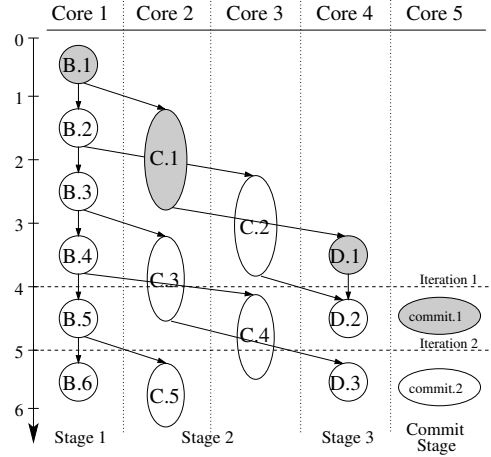 Core 1 Core 2 Core 3 Core 4 Core 5
0
B.1
1
B.2
C.1
2
B.3
C.2
3
B.4
D.1
C.3
Iteration 1
4
B.5
D.2
commit.1
C.4
Iteration 2
5
B.6
C.5
D.3
commit.2
6
Stage 1 Stage 2 Stage 3 Commit
Stage